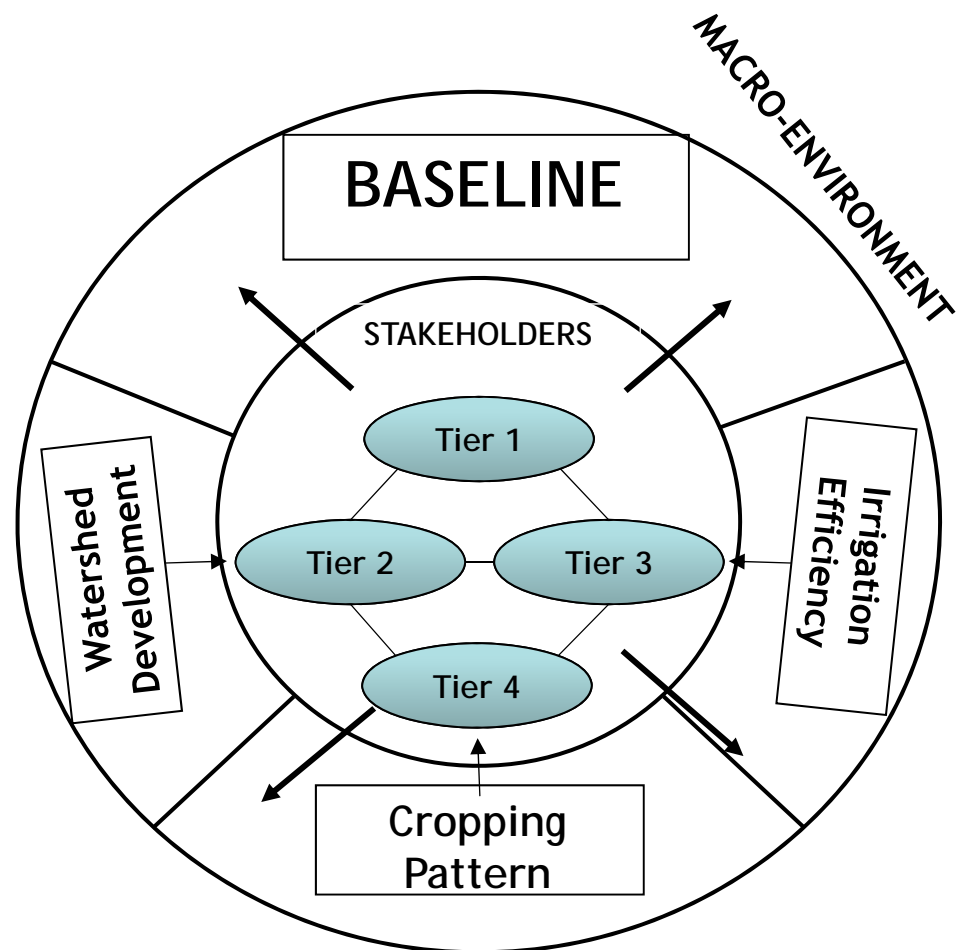 MACRO-ENVIRONMENT
BASELINE
STAKEHOLDERS
Tier 1
Tier 2
Tier 3
Tier 4
Watershed
Development
Irrigation
Efficiency
Cropping
Pattern